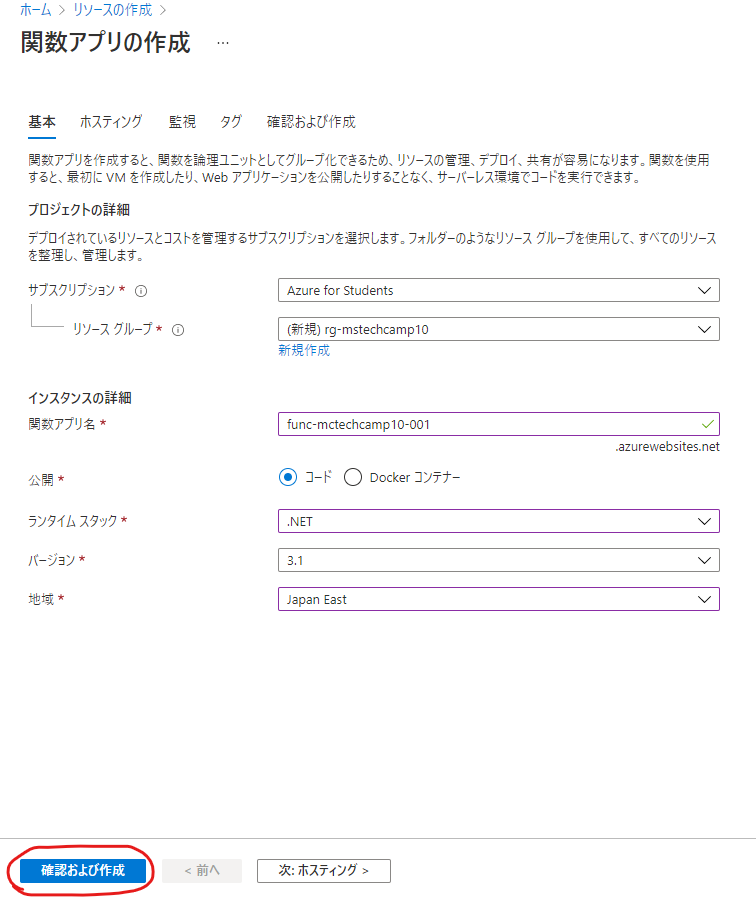 ホーム > リソースの作成 >
関数アプリの作成 …
基本 ホスティング 監視 タグ 確認および作成
関数アプリを作成すると、関数を論理ユニットとしてグループ化できるため、リソースの管理、デプロイ、共有が容易になります。関数を使用
すると、最初に VM を作成したり、Web アプリケーションを公開したりすることなく、サーバーレス環境でコードを実行できます。
プロジェクトの詳細
デプロイされているリソースとコストを管理するサブスクリプションを選択します。フォルダーのようなリソース グループを使用して、すべてのリソース
を整理し、管理します。
サブスクリプション * Azure for Students
リソース グループ * (新規) rg-mstechcamp10
新規作成
インスタンスの詳細
関数アプリ名 * func-mctechcamp10-001
.azurewebsites.net
公開 * コード Docker コンテナー
ランタイム スタック * .NET
バージョン * 3.1
地域 * Japan East
確認および作成 < 前へ 次: ホスティング >